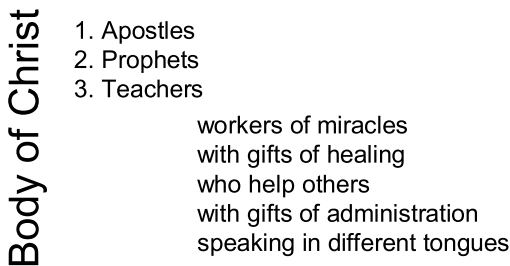 Body of Christ
1. Apostles
2. Prophets
3. Teachers
workers of miracles
with gifts of healing
who help others
with gifts of administration
speaking in different tongues